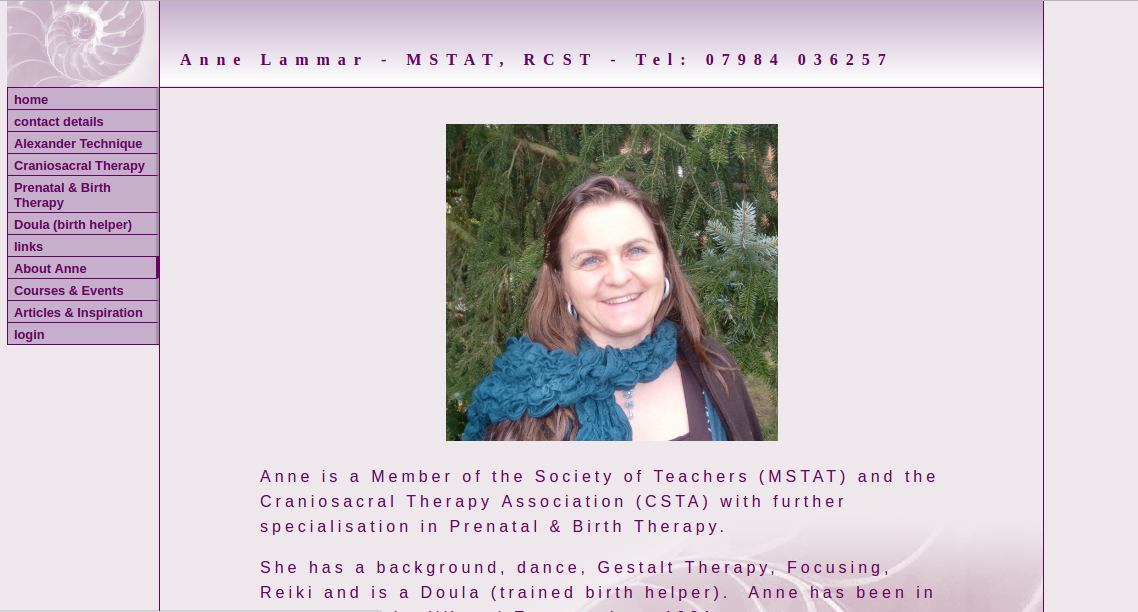 Anne Lammar - MSTAT, RCST - Tel: 07984 036257
home
contact details
Alexander Technique
Craniosacral Therapy
Prenatal & Birth
Therapy
Doula (birth helper)
links
About Anne
Courses & Events
Articles & Inspiration
login
Anne is a Member of the Society of Teachers (MSTAT) and the
Craniosacral Therapy Association (CSTA) with further
specialisation in Prenatal & Birth Therapy.
She has a background, dance, Gestalt Therapy, Focusing,
Reiki and is a Doula (trained birth helper).  Anne has been in